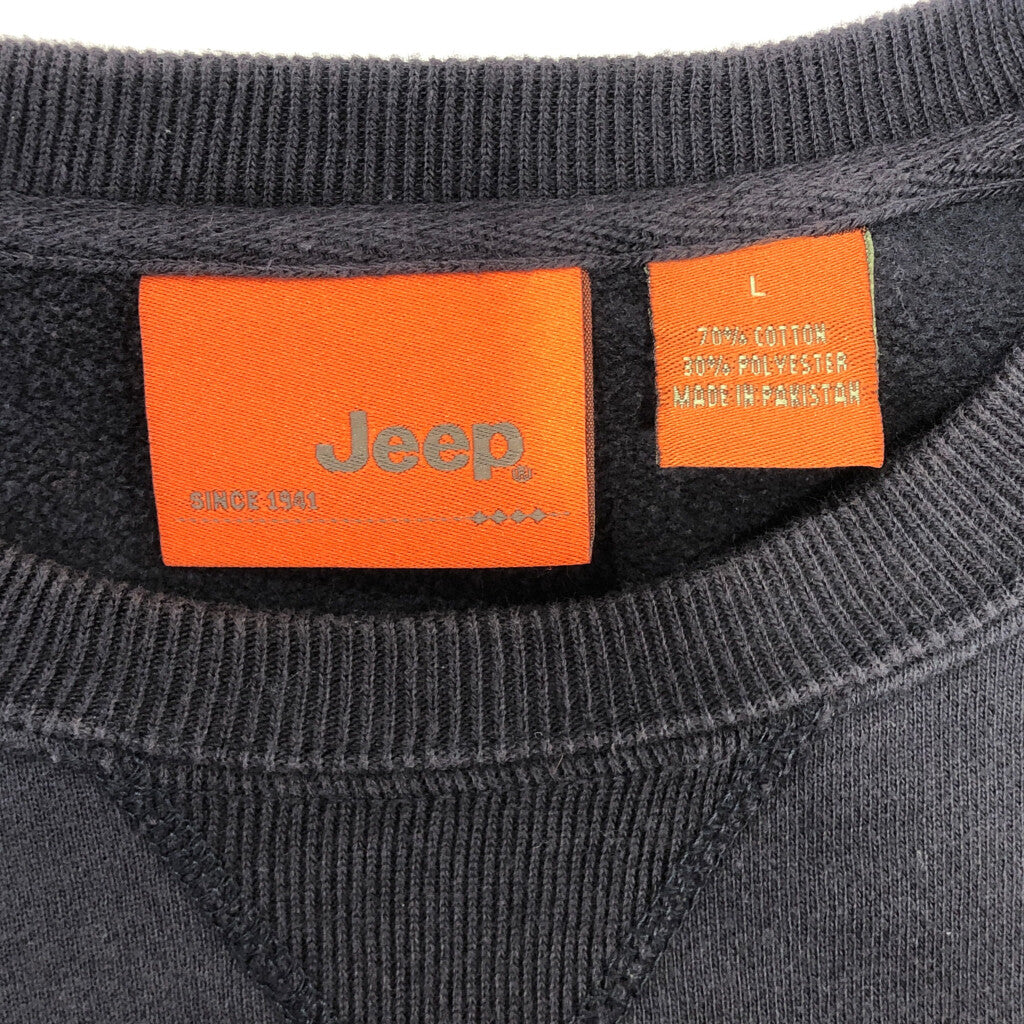 Jeep®
SINCE 1941
L
70% COTTON
30% POLYESTER
MADE IN PAKISTAN